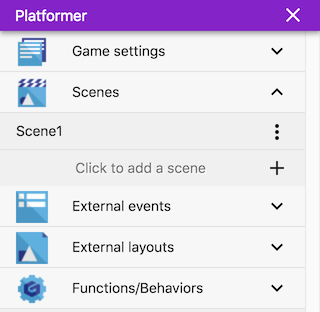 Platformer
Game settings
Scenes
Scene1
Click to add a scene
External events
External layouts
Functions/Behaviors